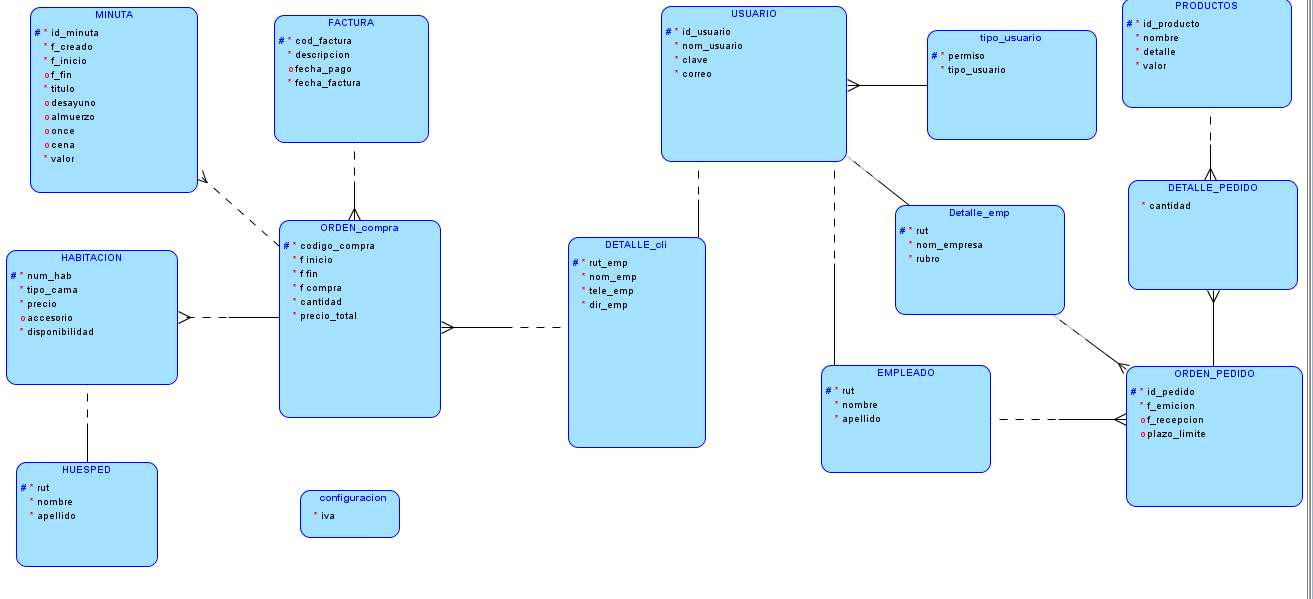 MINUTA
# * id_minuta
* f_creado
* f_inicio
o f_fin
* titulo
o desayuno
o almuerzo
o once
o cena
* valor
FACTURA
# * cod_factura
* descripcion
o fecha_pago
* fecha_factura
USUARIO
# * id_usuario
* nom_usuario
* clave
* correo
tipo_usuario
# * permiso
* tipo_usuario
PRODUCTOS
# * id_producto
* nombre
* detalle
* valor
HABITACION
# * num_hab
* tipo_cama
* precio
o accesorio
* disponibilidad
ORDEN_compra
# * codigo_compra
* f inicio
* f fin
* f compra
* cantidad
* precio_total
DETALLE_cli
# * rut_emp
* nom_emp
* tele_emp
* dir_emp
Detalle_emp
# * rut
* nom_empresa
* rubro
DETALLE_PEDIDO
* cantidad
EMPLEADO
# * rut
* nombre
* apellido
ORDEN_PEDIDO
# * id_pedido
* f_emicion
o f_recepcion
o plazo_limite
HUESPED
# * rut
* nombre
* apellido
configuracion
* iva